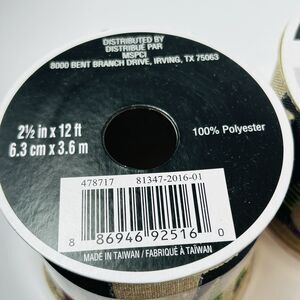 DISTRIBUTED BY
DISTRIBUÉ PAR
MSPCI
8000 BENT BRANCH DRIVE, IRVING, TX 75063
2½ in x 12 ft
6.3 cm x 3.6 m
100% Polyester
478717 81347-2016-01
8 86946 92516 0
MADE IN TAIWAN / FABRIQUÉ À TAÏWAN